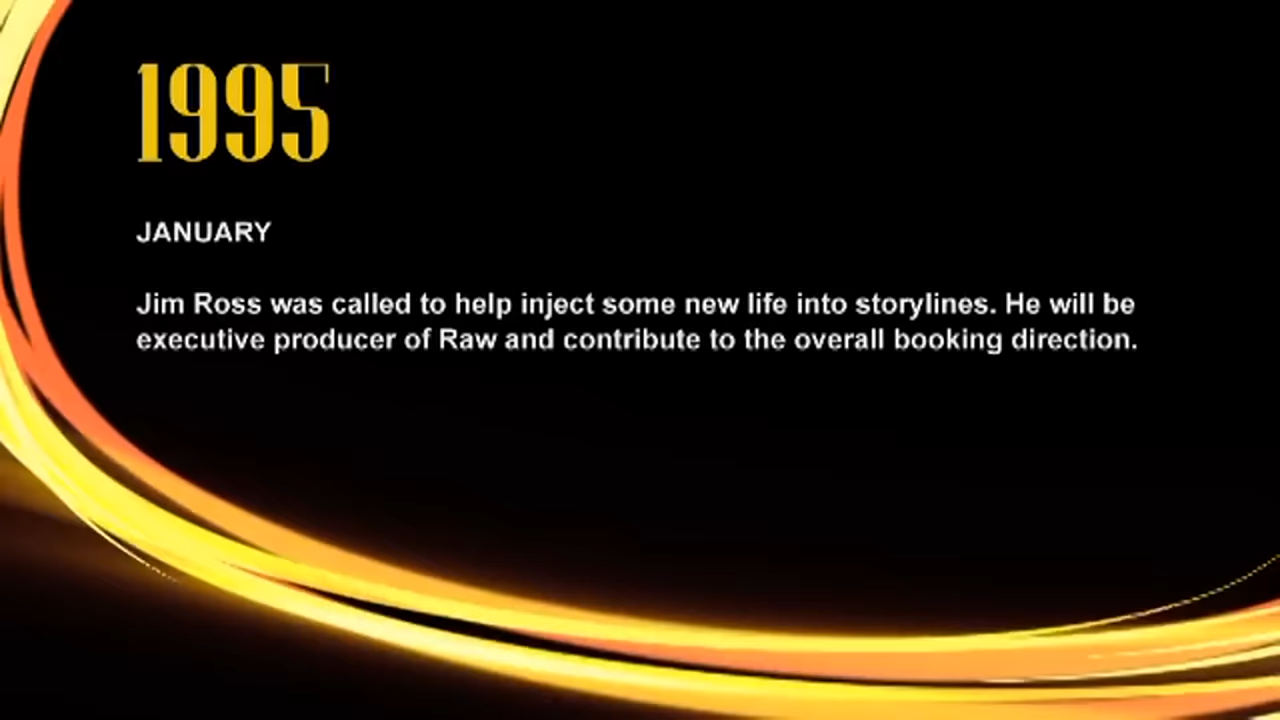 1995
JANUARY
Jim Ross was called to help inject some new life into storylines. He will be
executive producer of Raw and contribute to the overall booking direction.